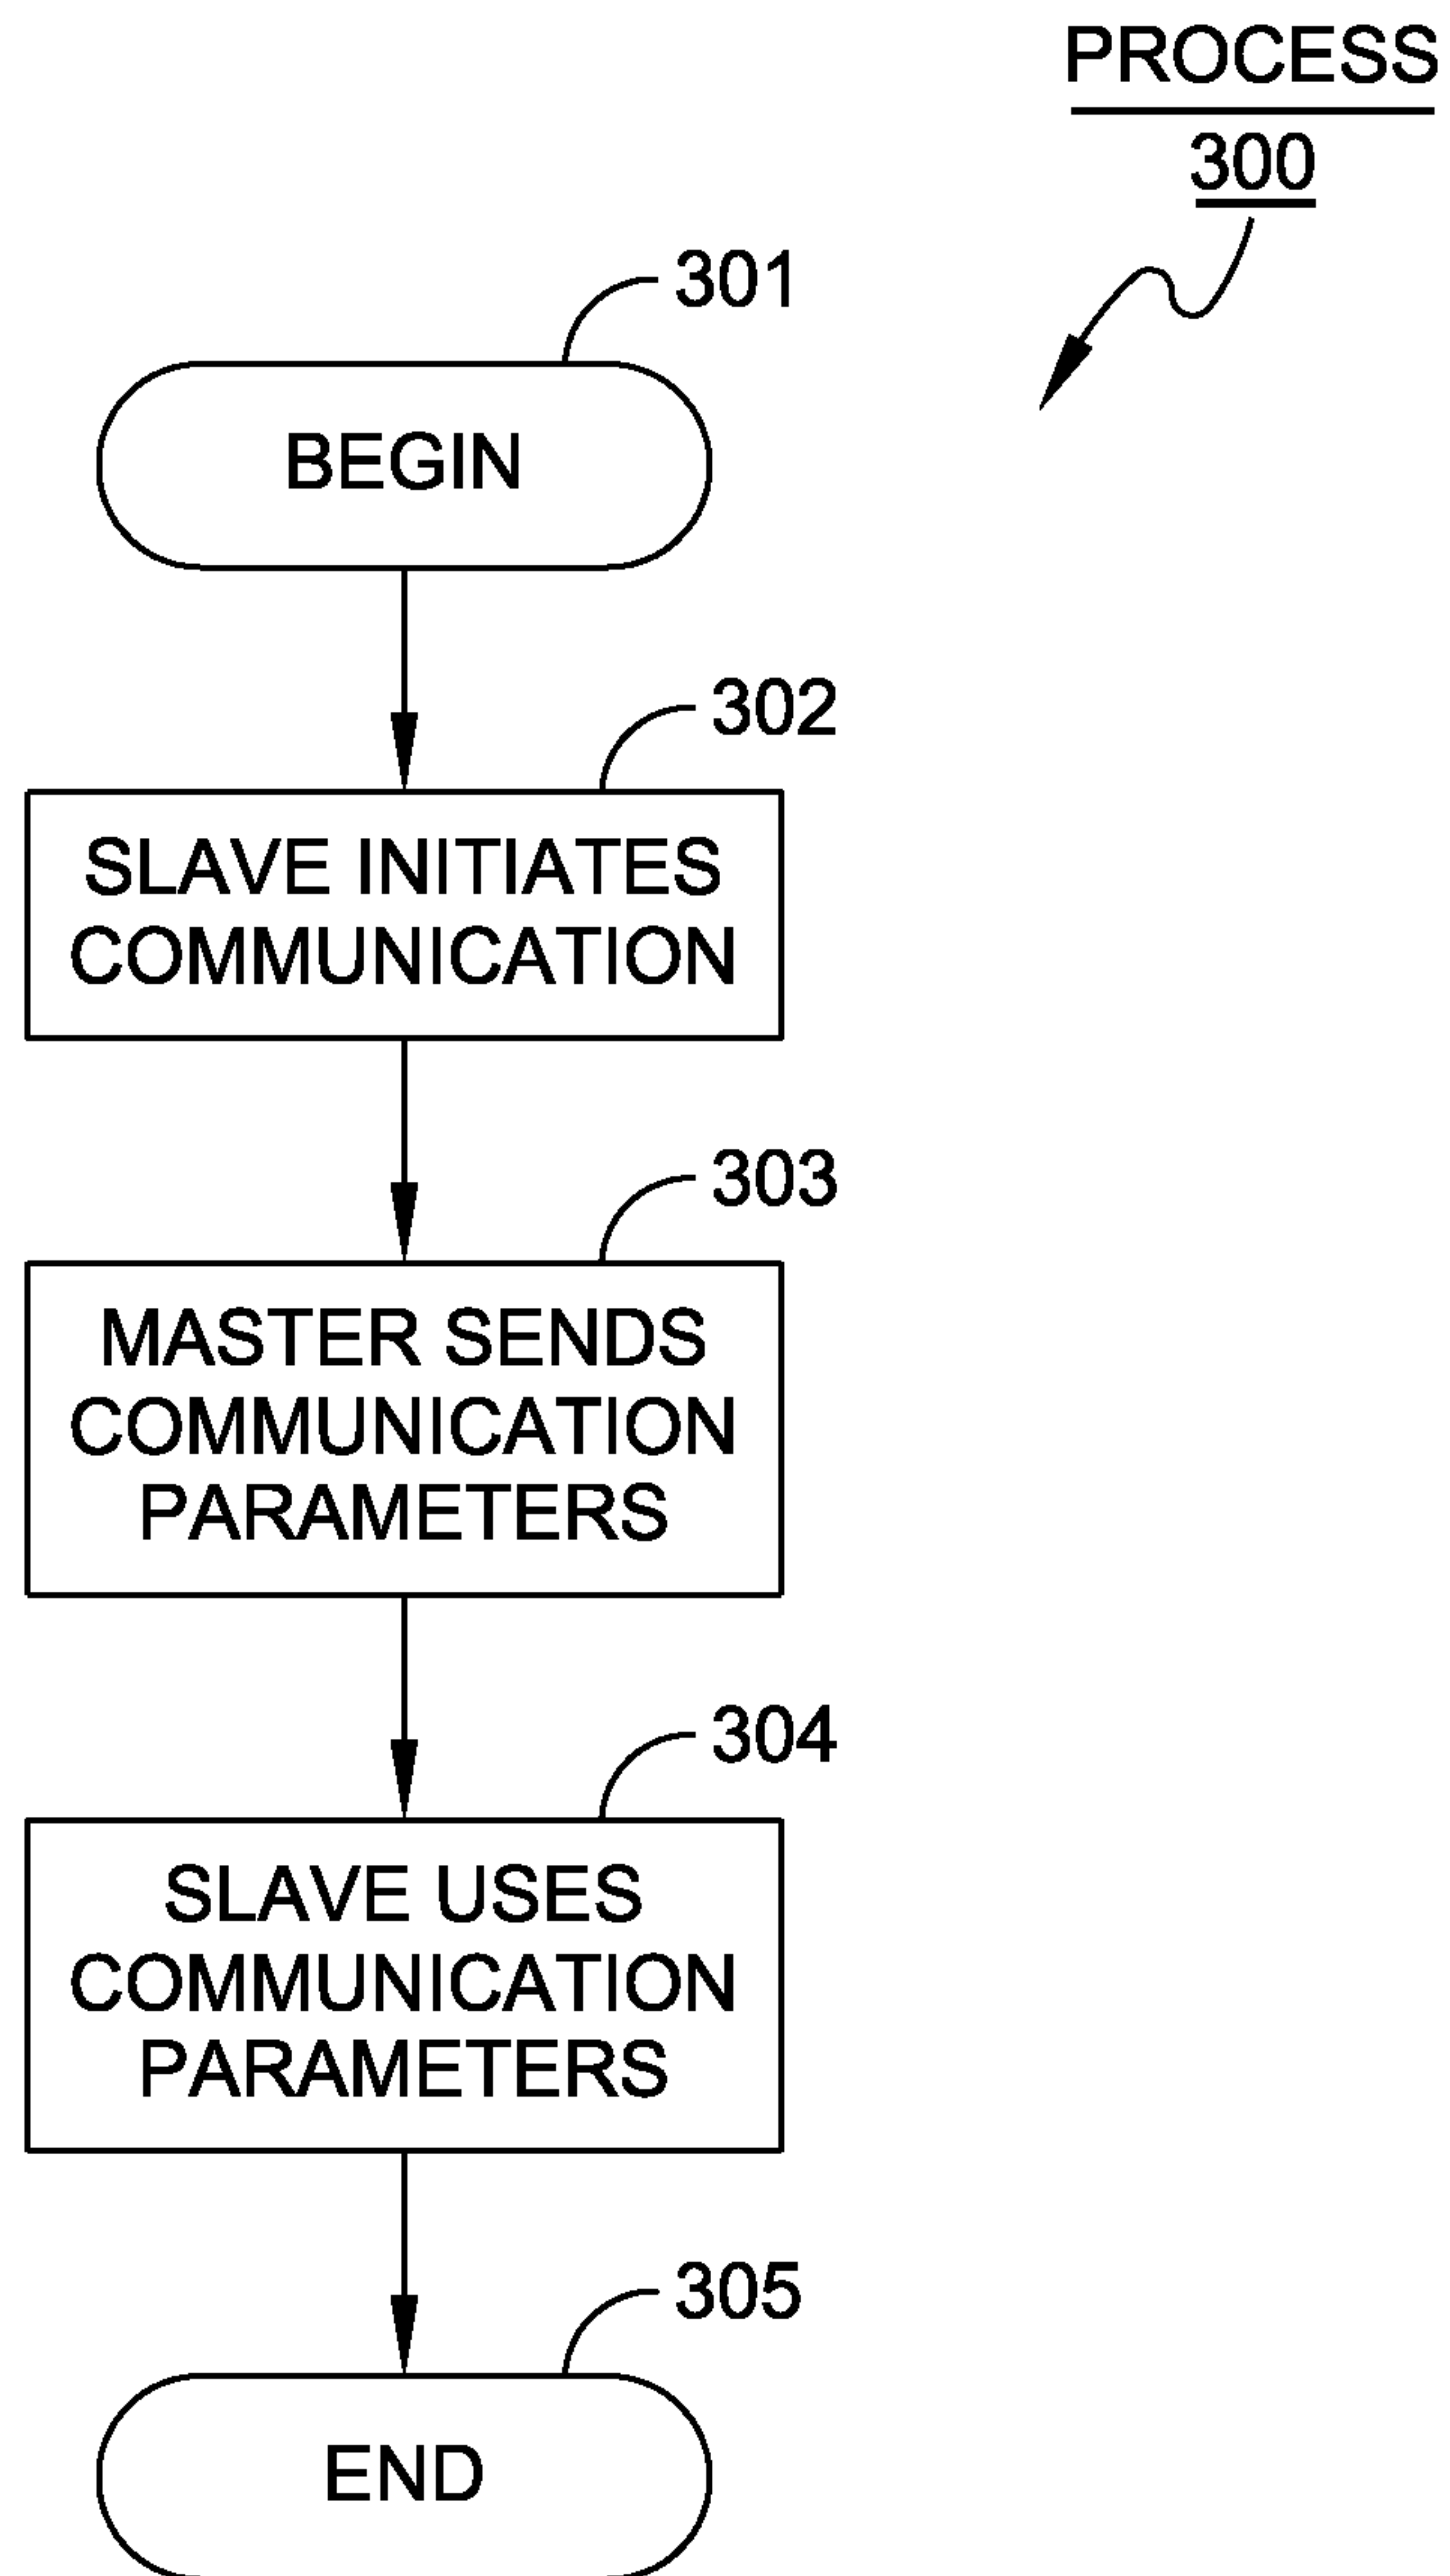 PROCESS
300
301
BEGIN
302
SLAVE INITIATES
COMMUNICATION
303
MASTER SENDS
COMMUNICATION
PARAMETERS
304
SLAVE USES
COMMUNICATION
PARAMETERS
305
END